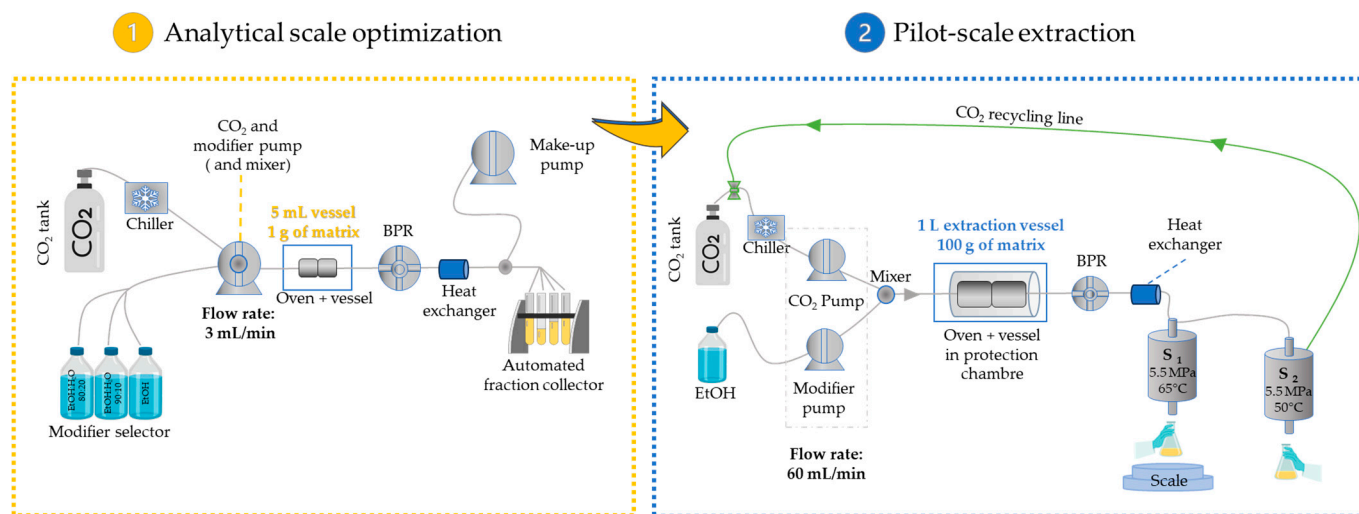 1 Analytical scale optimization
CO2 and
modifier pump
( and mixer)
Make-up
pump
CO2 tank
CO2
Chiller
5 mL vessel
1 g of matrix
BPR
Oven + vessel
Heat
exchanger
Flow rate:
3 mL/min
Automated
fraction collector
EtOH:H2O
80:20
EtOH:H2O
90:10
EtOH
Modifier selector
2 Pilot-scale extraction
CO2 recycling line
CO2 tank
CO2
Chiller
CO2 Pump
Mixer
1 L extraction vessel
100 g of matrix
Heat
exchanger
BPR
Oven + vessel
in protection
chambre
EtOH
Modifier
pump
Flow rate:
60 mL/min
S 1
5.5 MPa
65°C
S 2
5.5 MPa
50°C
Scale